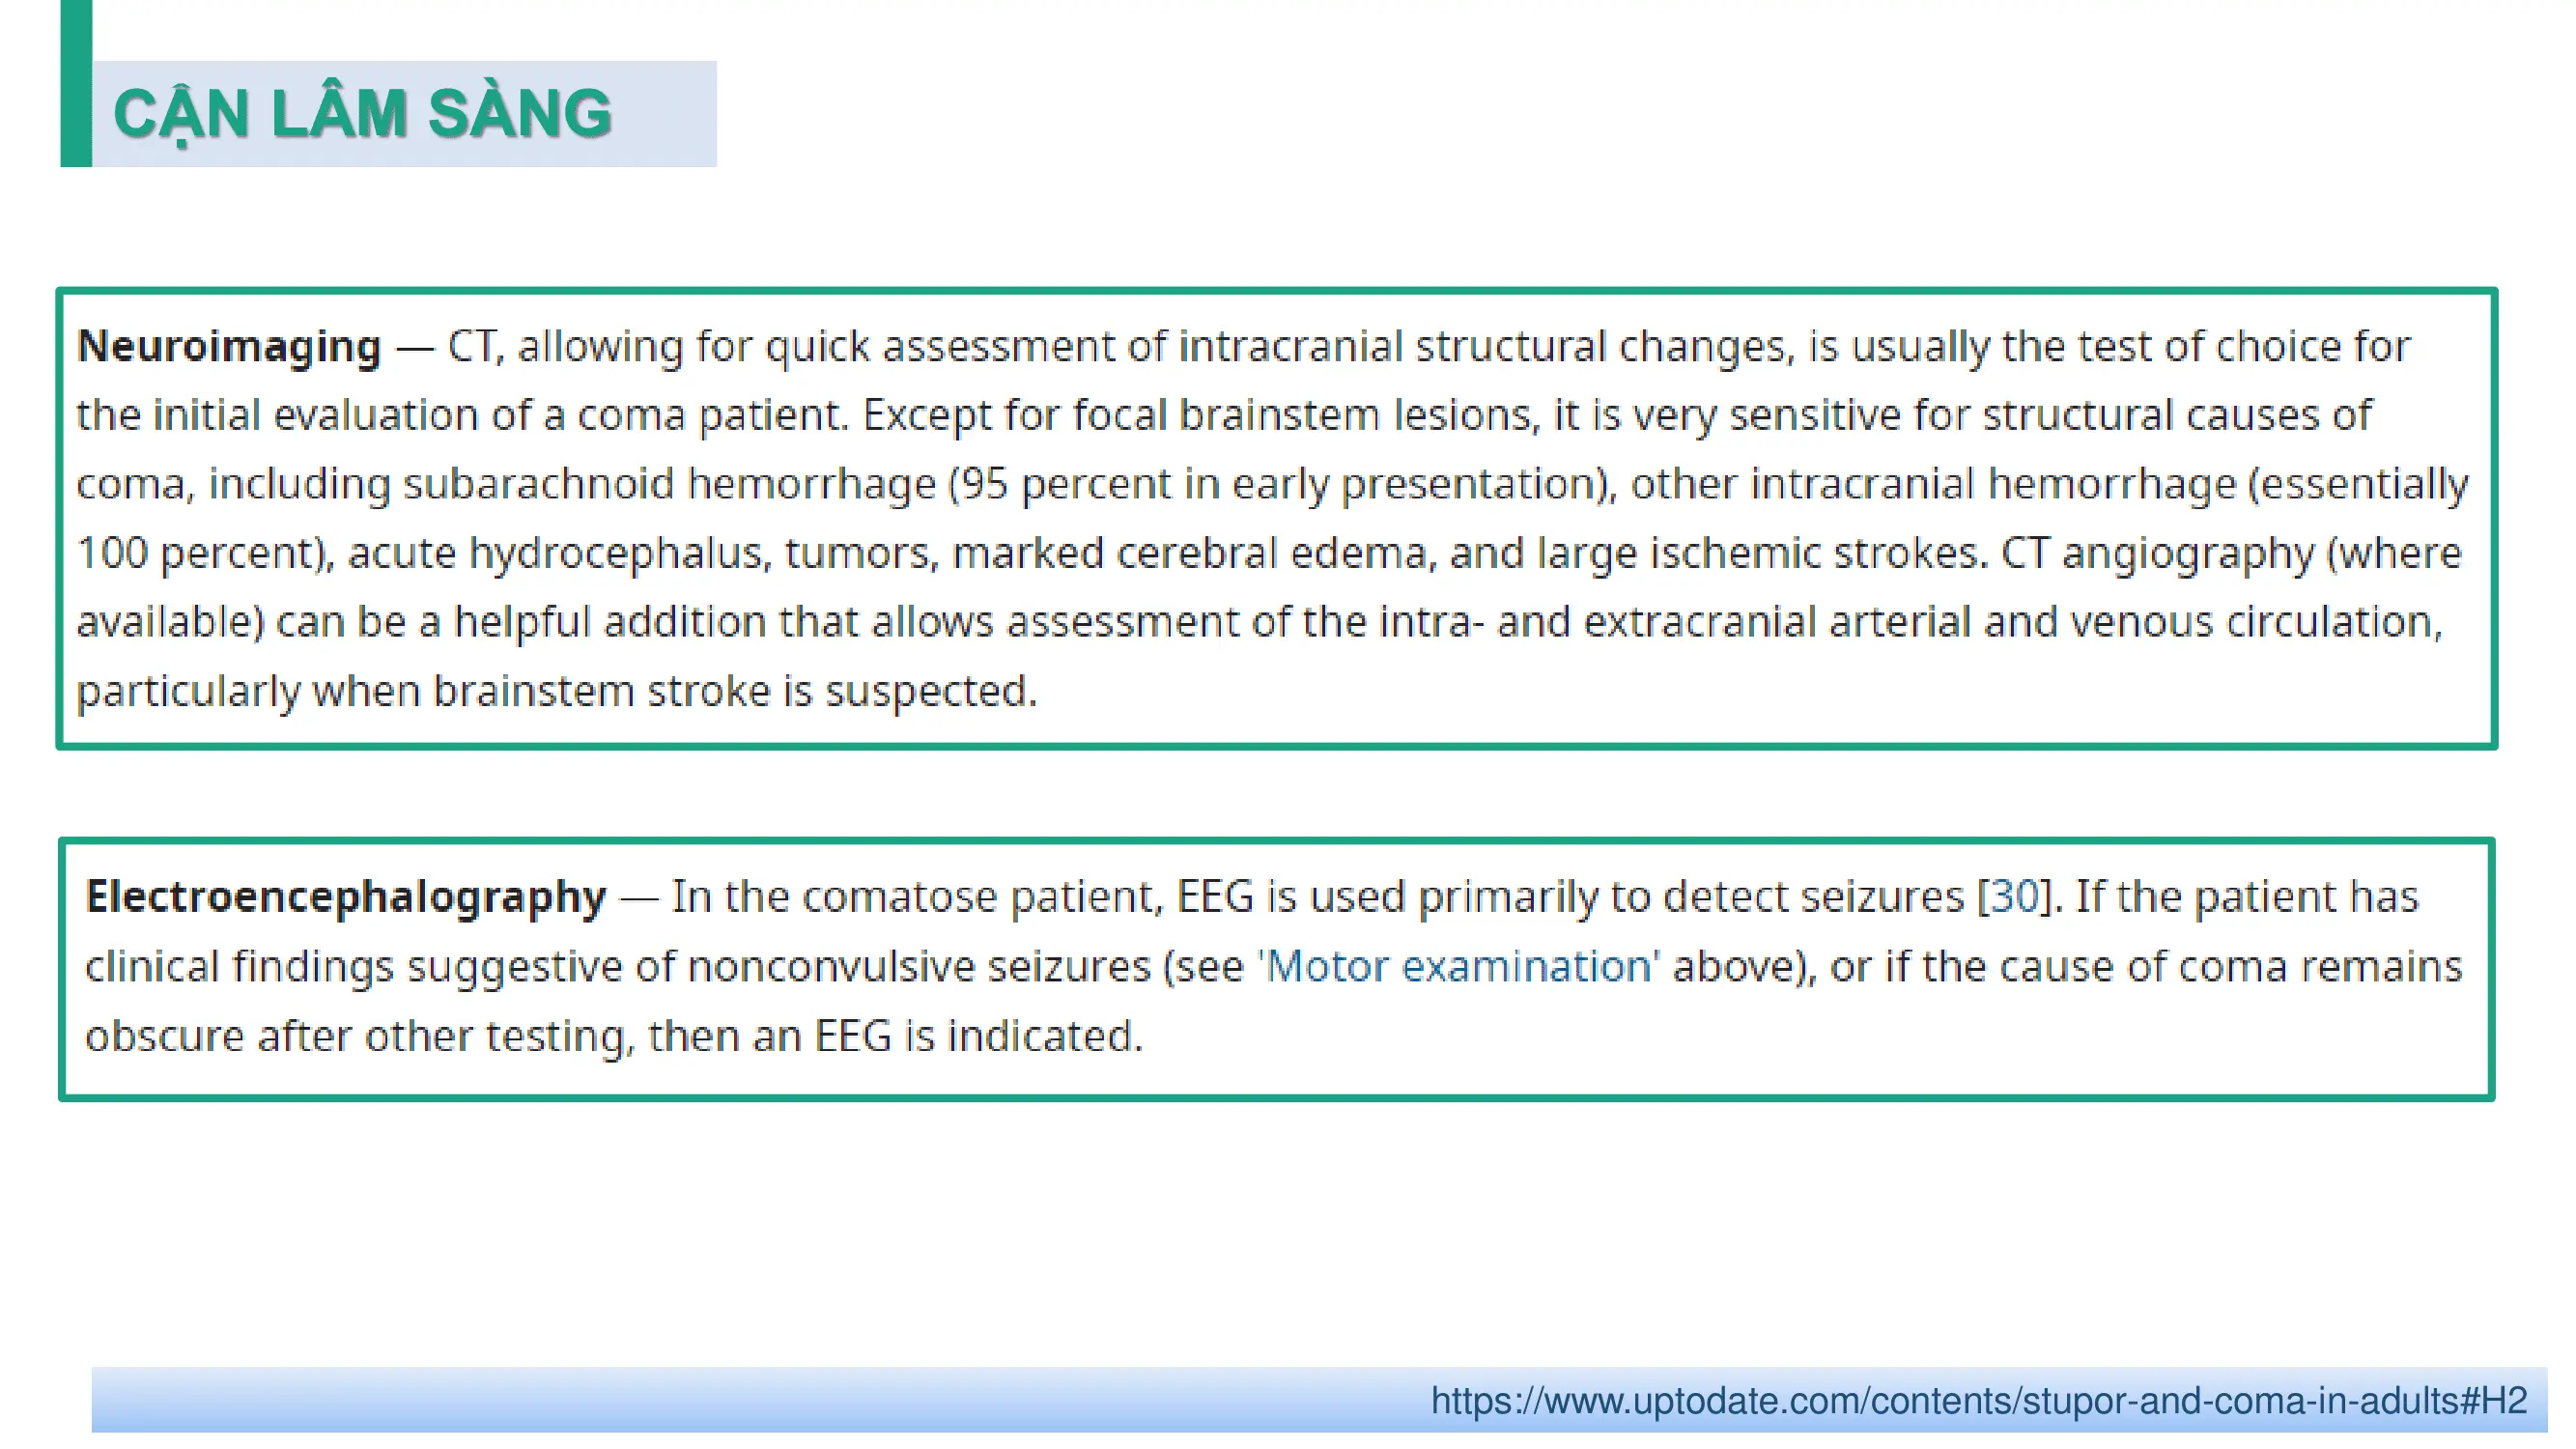 CẬN LÂM SÀNG
Neuroimaging — CT, allowing for quick assessment of intracranial structural changes, is usually the test of choice for
the initial evaluation of a coma patient. Except for focal brainstem lesions, it is very sensitive for structural causes of
coma, including subarachnoid hemorrhage (95 percent in early presentation), other intracranial hemorrhage (essentially
100 percent), acute hydrocephalus, tumors, marked cerebral edema, and large ischemic strokes. CT angiography (where
available) can be a helpful addition that allows assessment of the intra- and extracranial arterial and venous circulation,
particularly when brainstem stroke is suspected.
Electroencephalography — In the comatose patient, EEG is used primarily to detect seizures [30]. If the patient has
clinical findings suggestive of nonconvulsive seizures (see 'Motor examination' above), or if the cause of coma remains
obscure after other testing, then an EEG is indicated.
https://www.uptodate.com/contents/stupor-and-coma-in-adults#H2